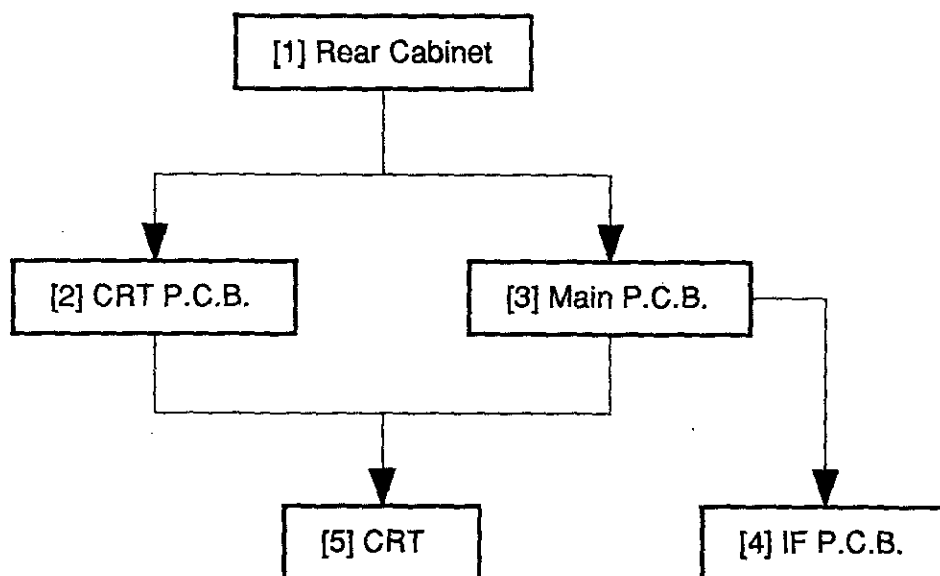 [1] Rear Cabinet
[2] CRT P.C.B.
[3] Main P.C.B.
[5] CRT
[4] IF P.C.B.